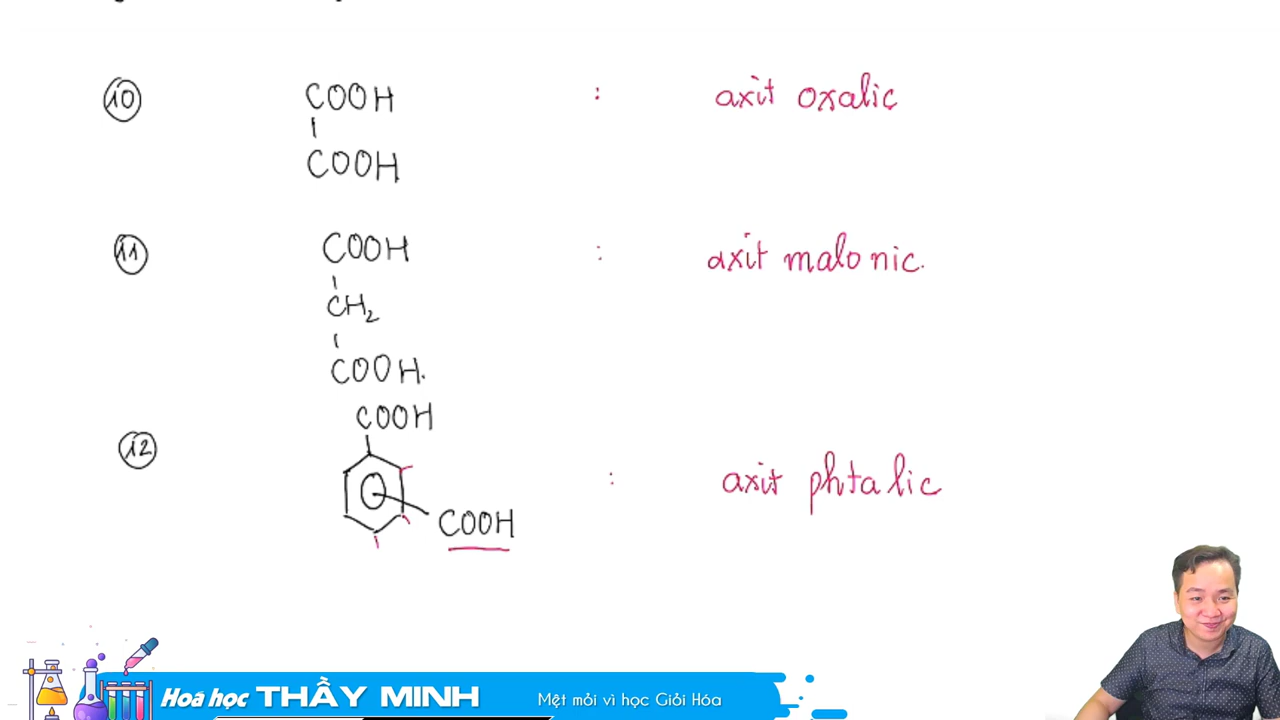 10 COOH : axit oxalic
COOH
11 COOH : axit malonic.
CH2
COOH.
COOH
12 : axit phtalic
COOH
Hoá học THẦY MINH Mệt mỏi vì học Giỏi Hóa